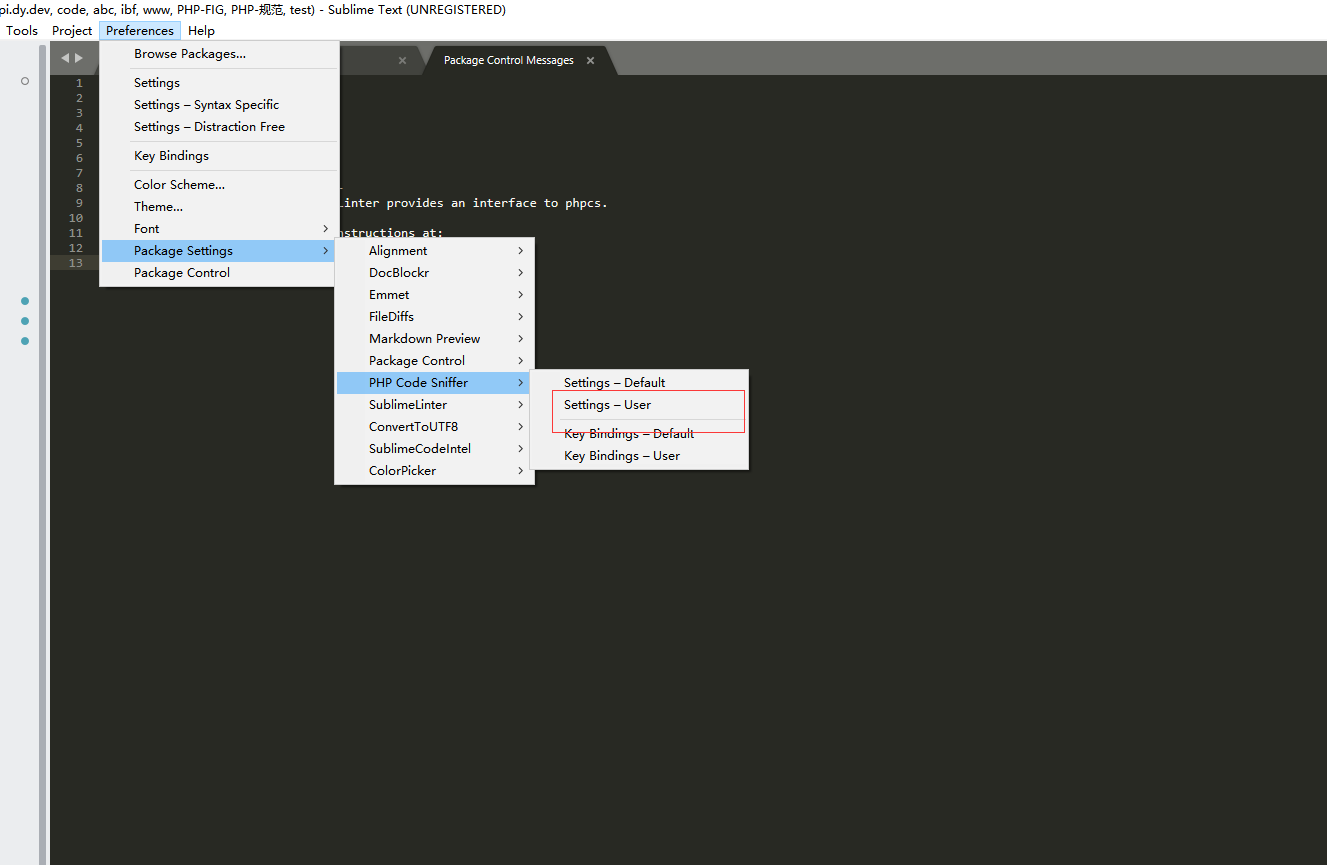 pi.dy.dev, code, abc, ibf, www, PHP-FIG, PHP-规范, test) - Sublime Text (UNREGISTERED)
Tools Project Preferences Help
Browse Packages...
Settings
Settings – Syntax Specific
Settings – Distraction Free
Key Bindings
Color Scheme...
Theme...
Font
Package Settings
Package Control
Package Control Messages
1
2
3
4
5
6
7
8
9
10
11
12
13
linter provides an interface to phpcs.
nstructions at:
Alignment
DocBlockr
Emmet
FileDiffs
Markdown Preview
Package Control
PHP Code Sniffer
SublimeLinter
ConvertToUTF8
SublimeCodeIntel
ColorPicker
Settings – Default
Settings – User
Key Bindings – Default
Key Bindings – User